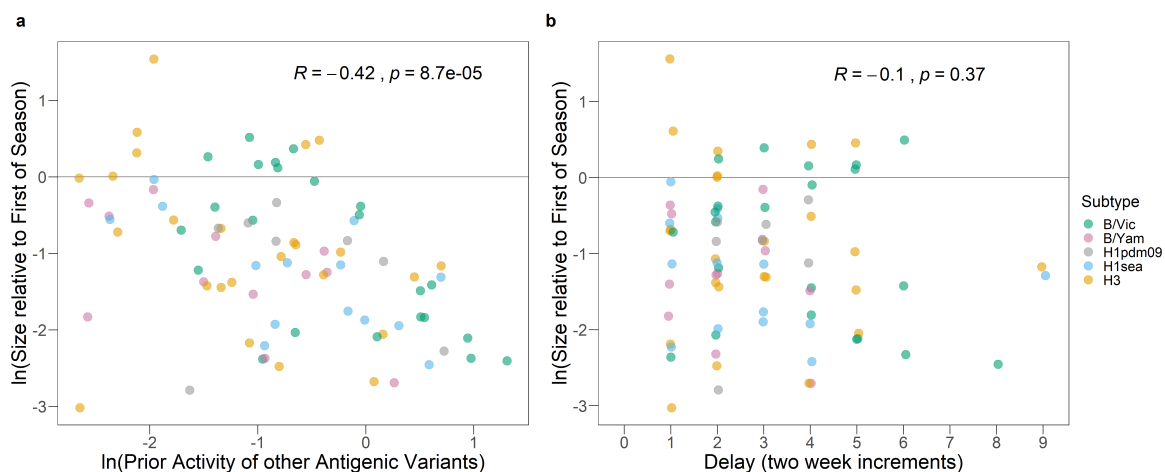 a
R = −0.42 , p = 8.7e-05
ln(Size relative to First of Season)
1
0
-1
-2
-3
-2
-1
0
1
ln(Prior Activity of other Antigenic Variants)
b
R = −0.1 , p = 0.37
ln(Size relative to First of Season)
1
0
-1
-2
-3
0
1
2
3
4
5
6
7
8
9
Delay (two week increments)
Subtype
B/Vic
B/Yam
H1pdm09
H1sea
H3